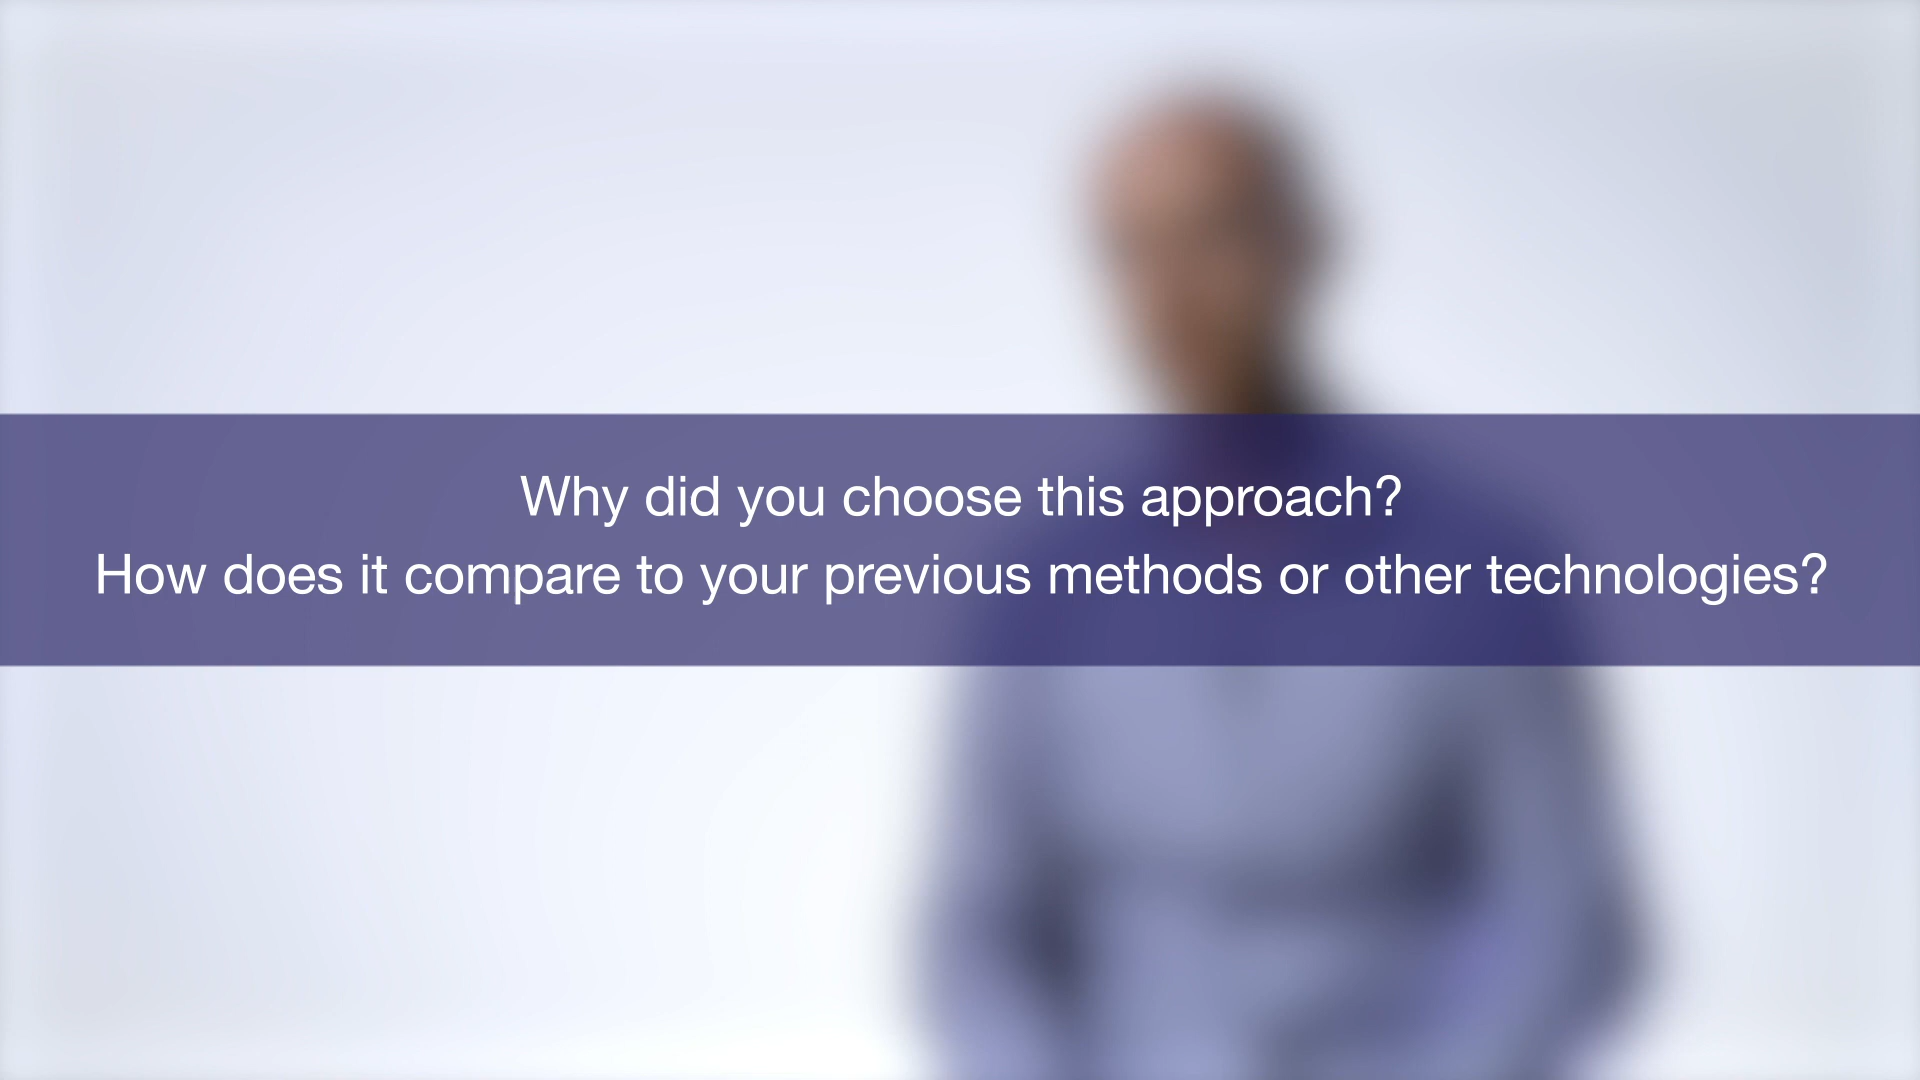 Why did you choose this approach?
How does it compare to your previous methods or other technologies?